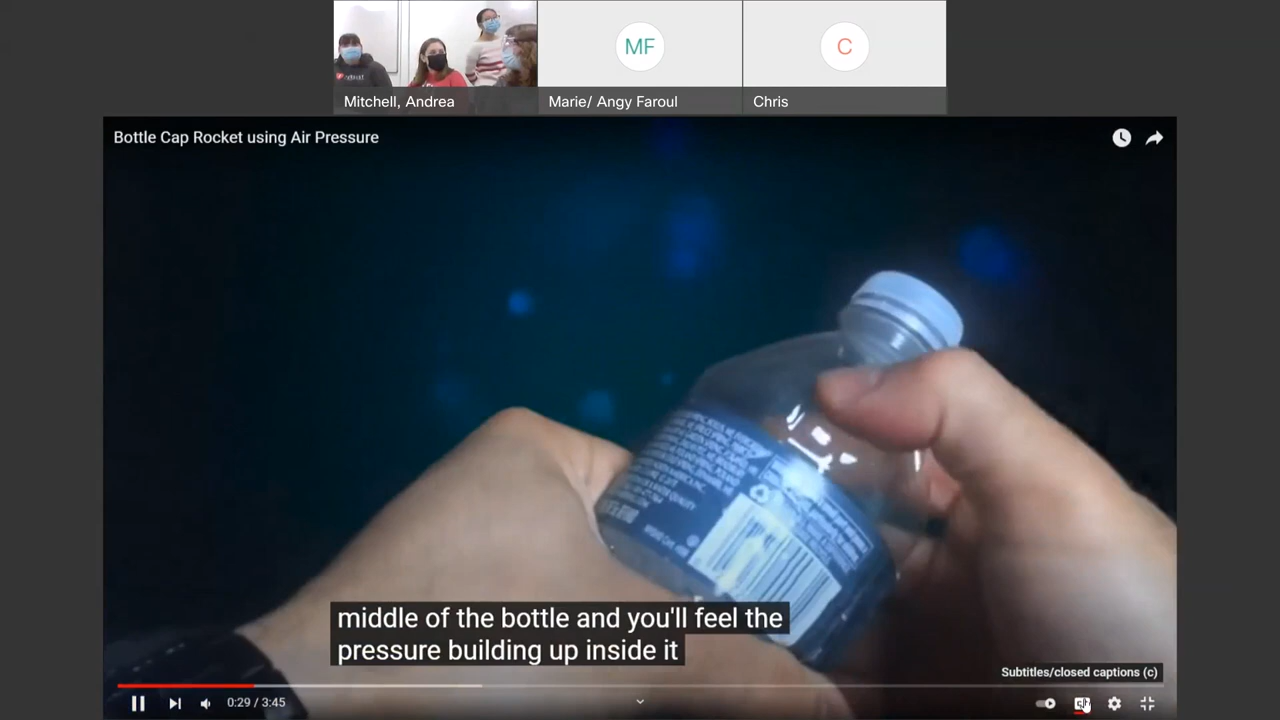 MF
C
Mitchell, Andrea
Marie/ Angy Faroul
Chris
Bottle Cap Rocket using Air Pressure
middle of the bottle and you'll feel the
pressure building up inside it
Subtitles/closed captions (c)
0:29 / 3:45